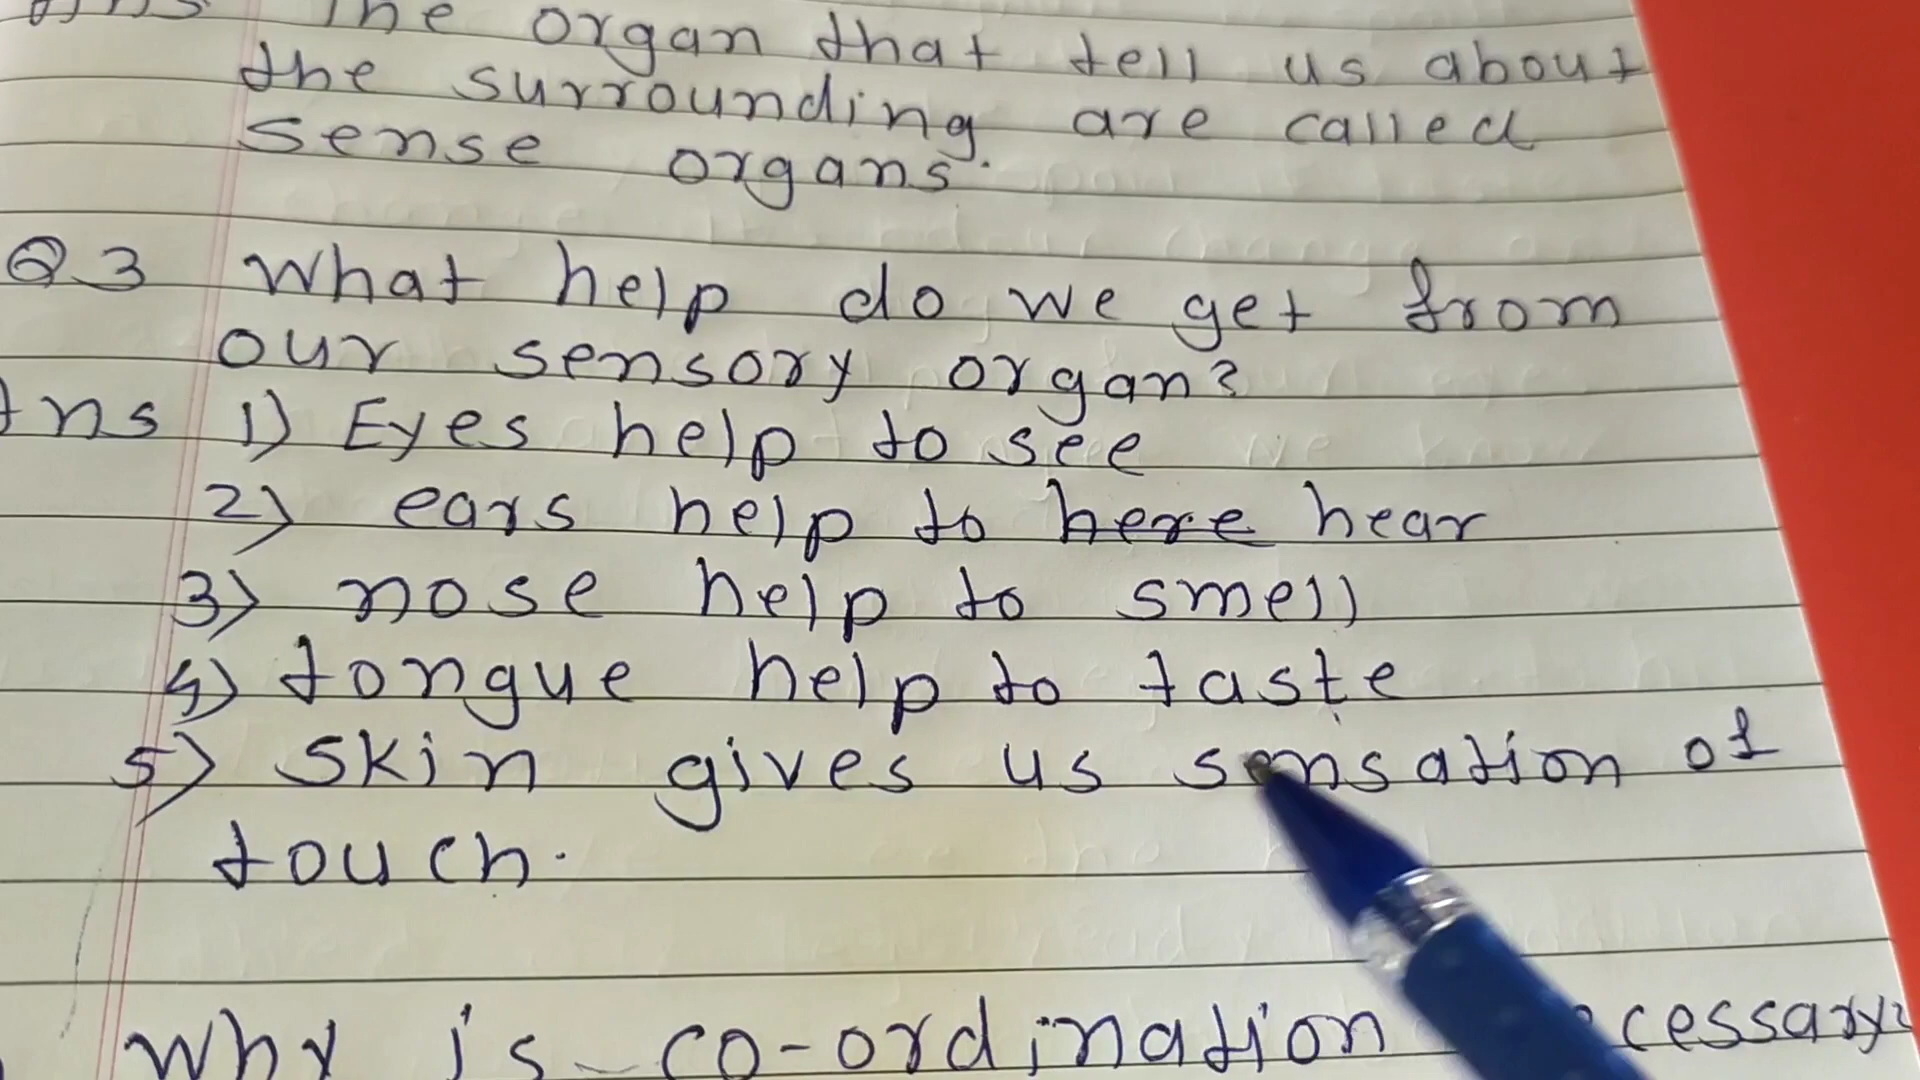 Ans The organ that tell us about
the surrounding are called
sense organs.
Q3 What help do we get from
our sensory organ?
Ans 1) Eyes help to see
2) ears help to here hear
3) nose help to smell
4) tongue help to taste
5) skin gives us sensation of
touch.
Why is co-ordination